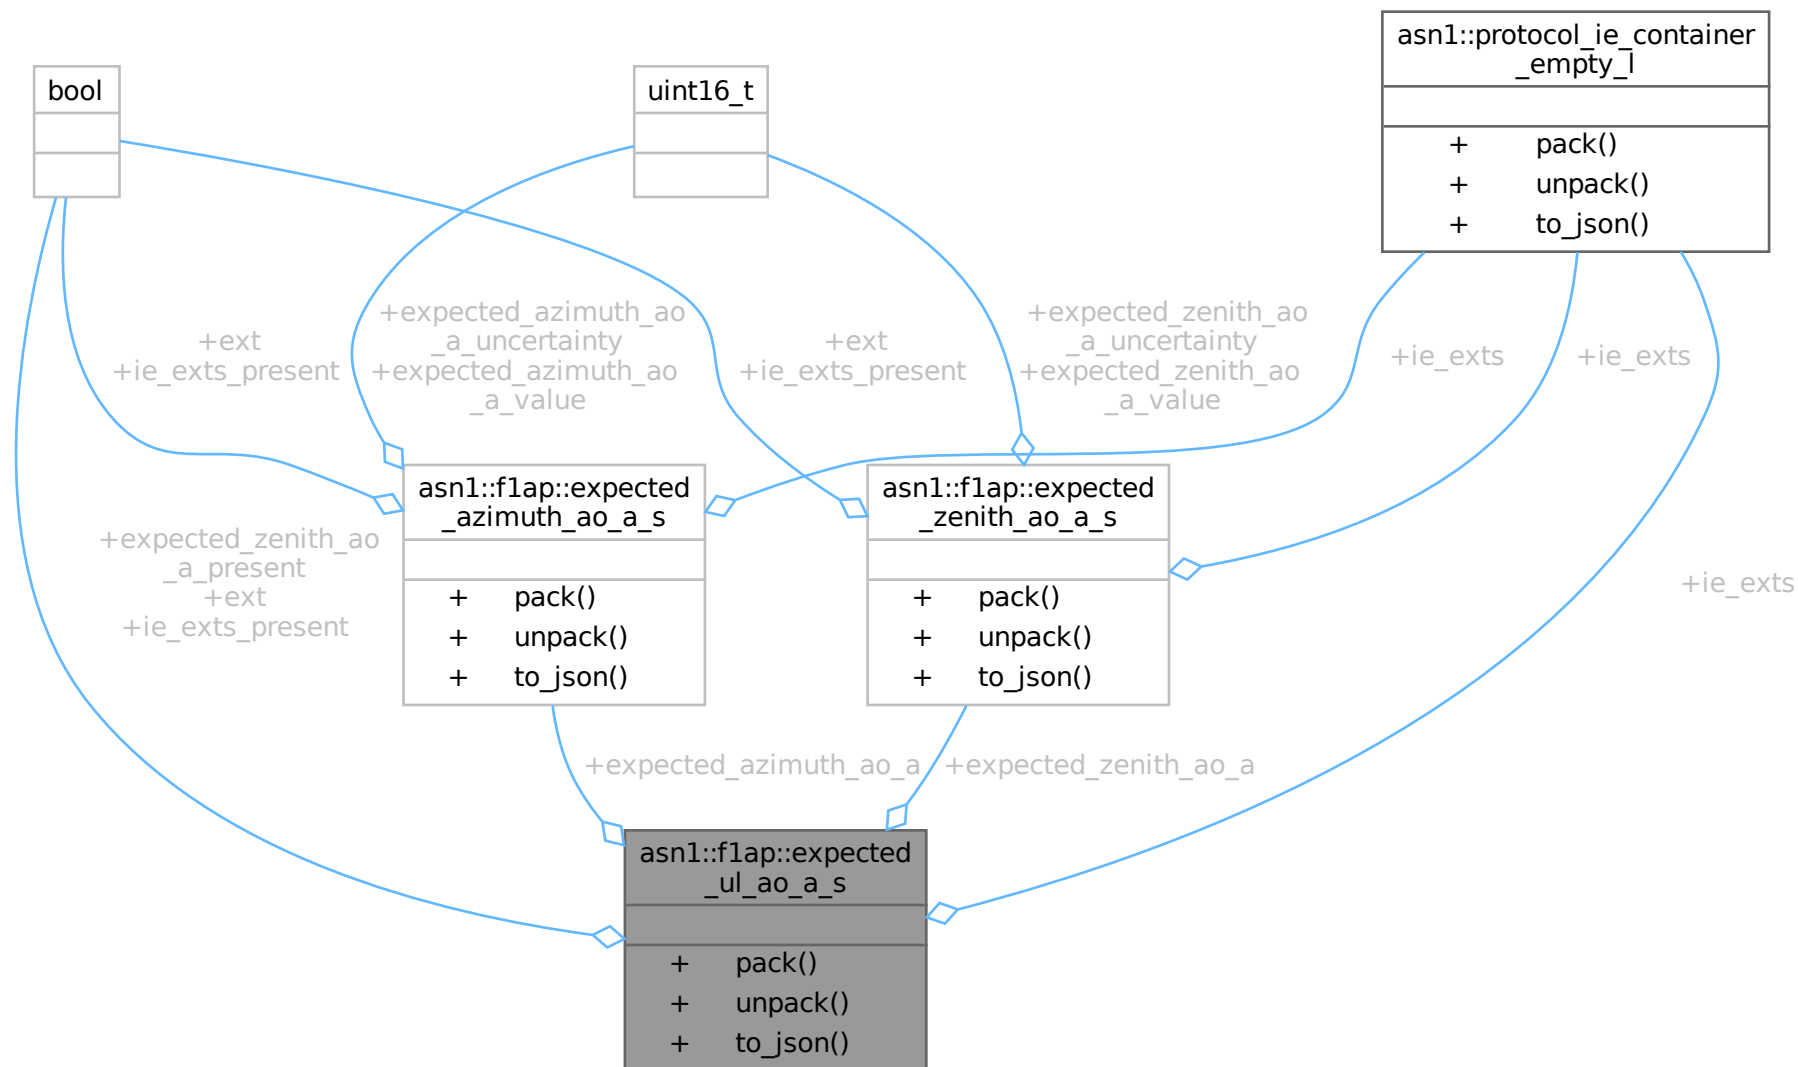 asn1::protocol_ie_container
_empty_l
+ pack()
+ unpack()
+ to_json()
bool
uint16_t
+ext
+ie_exts_present
+expected_azimuth_ao
_a_uncertainty
+expected_azimuth_ao
_a_value
+ext
+ie_exts_present
+expected_zenith_ao
_a_uncertainty
+expected_zenith_ao
_a_value
+ie_exts
+ie_exts
+ie_exts
asn1::f1ap::expected
_azimuth_ao_a_s
+ pack()
+ unpack()
+ to_json()
asn1::f1ap::expected
_zenith_ao_a_s
+ pack()
+ unpack()
+ to_json()
+expected_zenith_ao
_a_present
+ext
+ie_exts_present
+expected_azimuth_ao_a
+expected_zenith_ao_a
asn1::f1ap::expected
_ul_ao_a_s
+ pack()
+ unpack()
+ to_json()